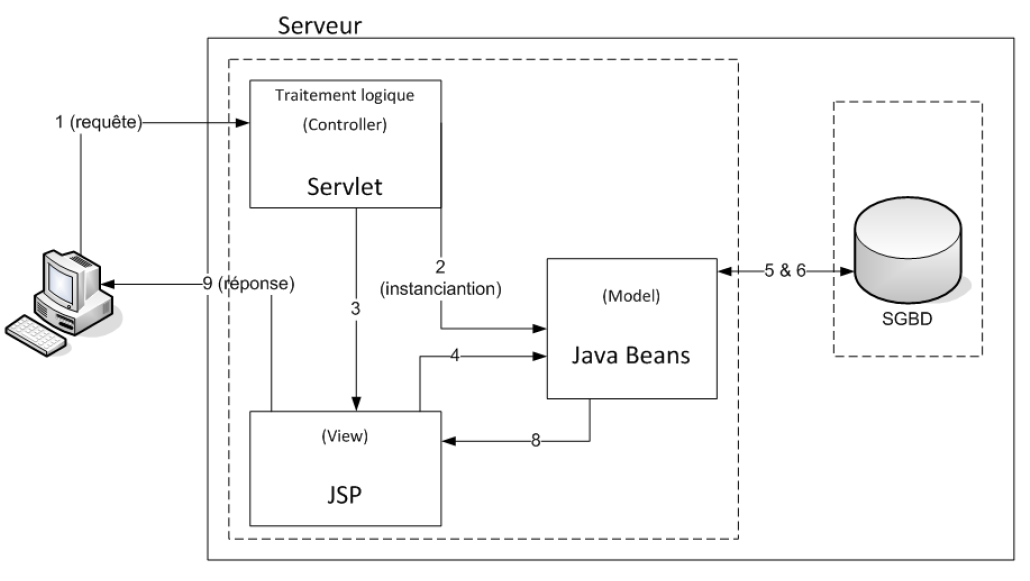 Serveur
Traitement logique
(Controller)
Servlet
1 (requête)
9 (réponse)
2
(instanciantion)
3
4
5 & 6
(Model)
Java Beans
SGBD
8
(View)
JSP